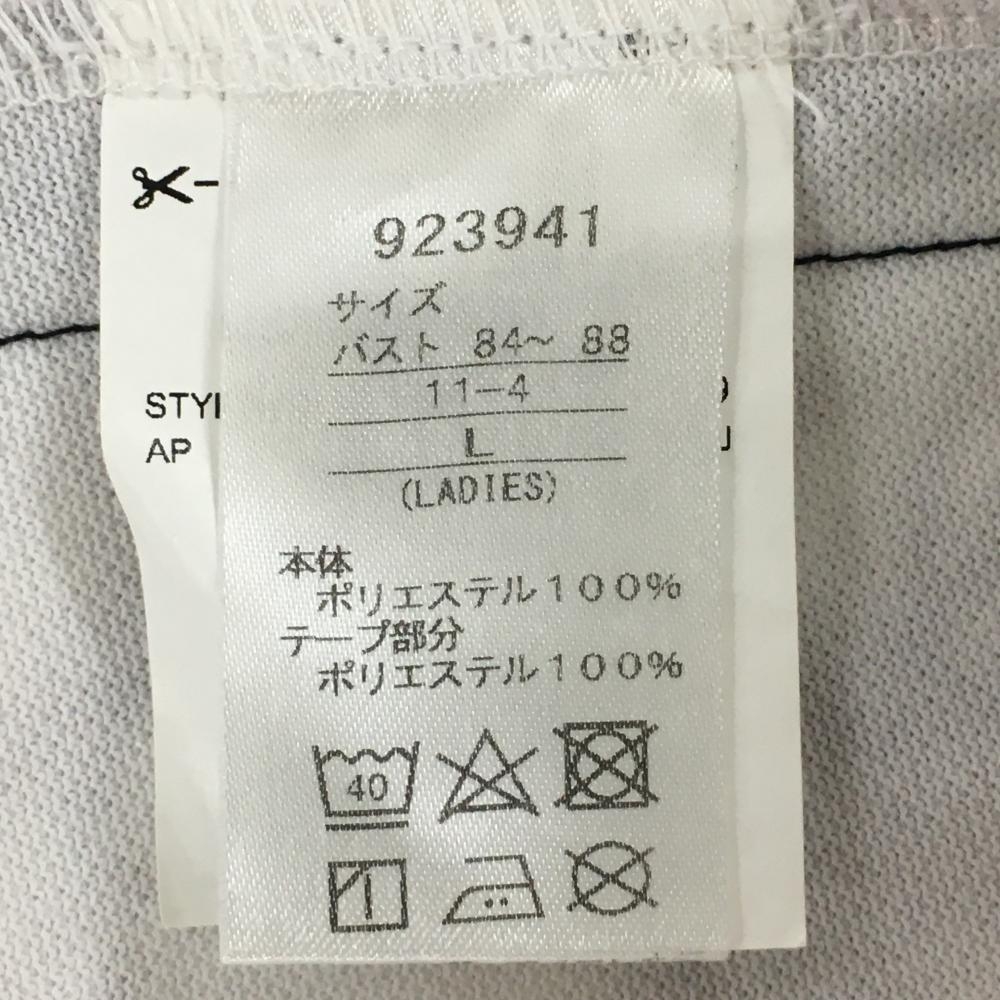 923941
サイズ
バスト 84～ 88
11－4
L
(LADIES)
本体
ポリエステル１００％
テープ部分
ポリエステル１００％
40
AP